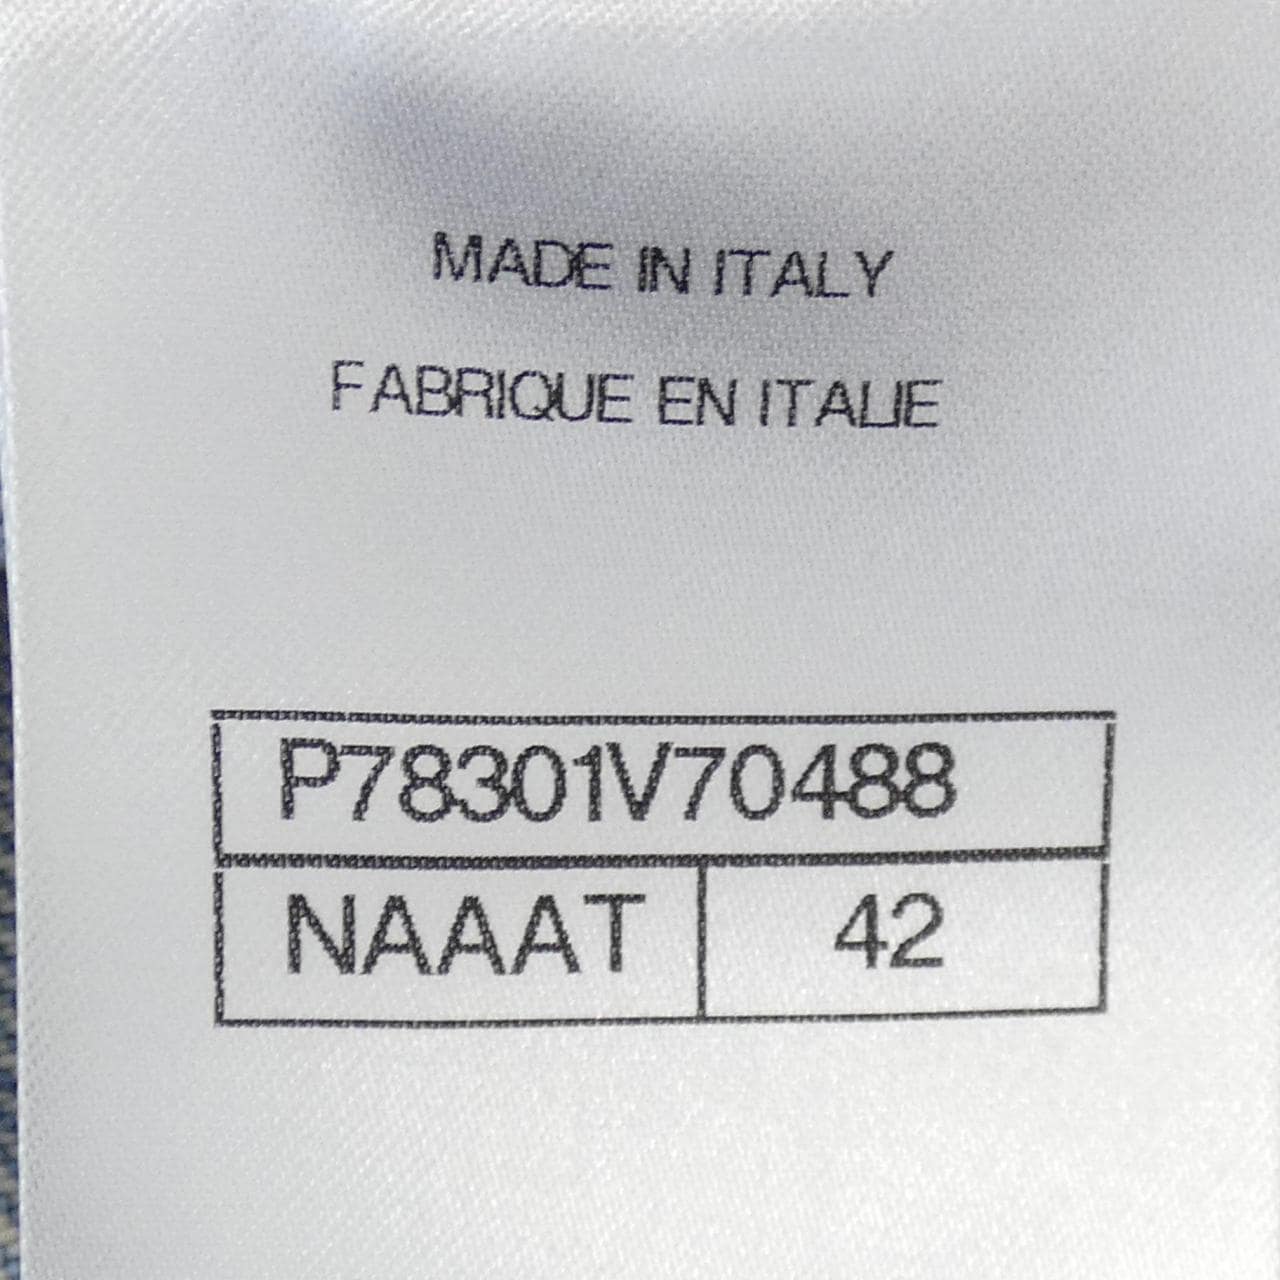 MADE IN ITALY
FABRIQUE EN ITALIE
P78301V70488
NAAAT 42